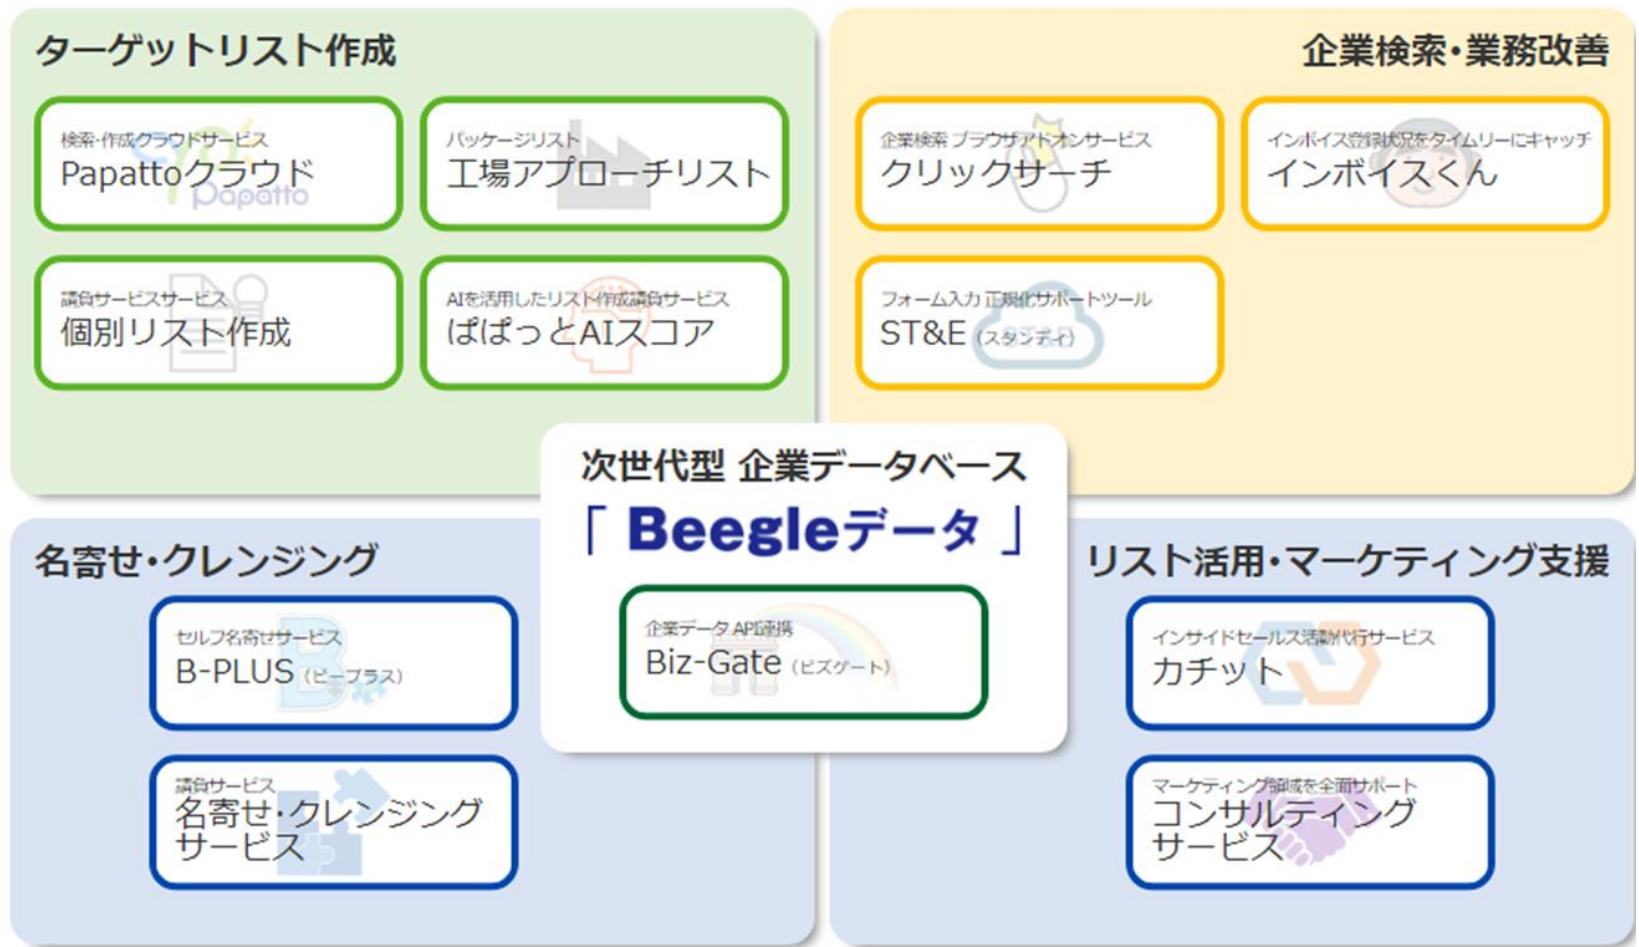 ターゲットリスト作成
検索・作成クラウドサービス
Papattoクラウド
Papatto
パッケージリスト
工場アプローチリスト
請負サービスサービス
個別リスト作成
AIを活用したリスト作成請負サービス
ぱぱっとAIスコア
企業検索・業務改善
企業検索 ブラウザアドオンサービス
クリックサーチ
インボイス登録状況をタイムリーにキャッチ
インボイスくん
フォーム入力 正規化サポートツール
ST&E（スタンディ）
ST&E
次世代型 企業データベース
「 Beegleデータ 」
企業データ API連携
Biz-Gate（ビズゲート）
名寄せ・クレンジング
セルフ名寄せサービス
B-PLUS（ビープラス）
B
請負サービス
名寄せ・クレンジング
サービス
リスト活用・マーケティング支援
インサイドセールス活動代行サービス
カチット
マーケティング領域を全面サポート
コンサルティング
サービス